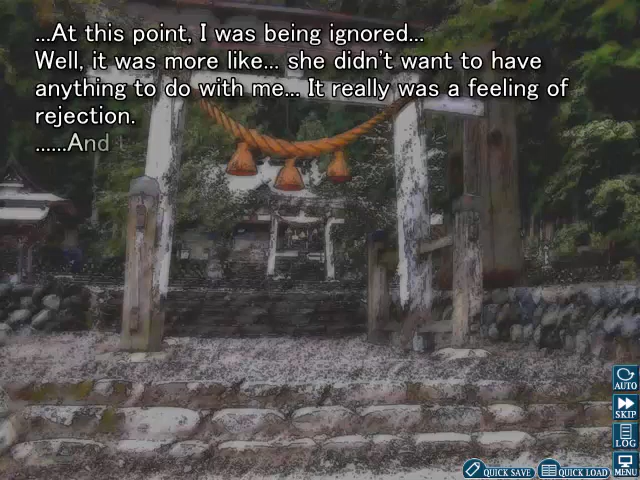 ...At this point, I was being ignored...
Well, it was more like... she didn't want to have
anything to do with me... It really was a feeling of
rejection.
......And
AUTO
SKIP
LOG
MENU
QUICK SAVE
QUICK LOAD